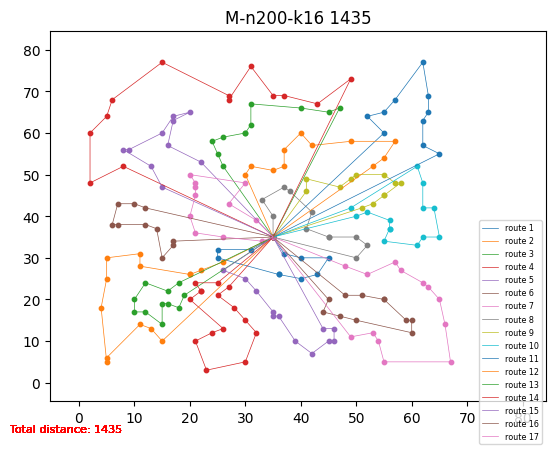 M-n200-k16 1435
80
70
60
50
40
30
20
10
0
0
10
20
30
40
50
60
70
80
route 1
route 2
route 3
route 4
route 5
route 6
route 7
route 8
route 9
route 10
route 11
route 12
route 13
route 14
route 15
route 16
route 17
Total distance: 1435